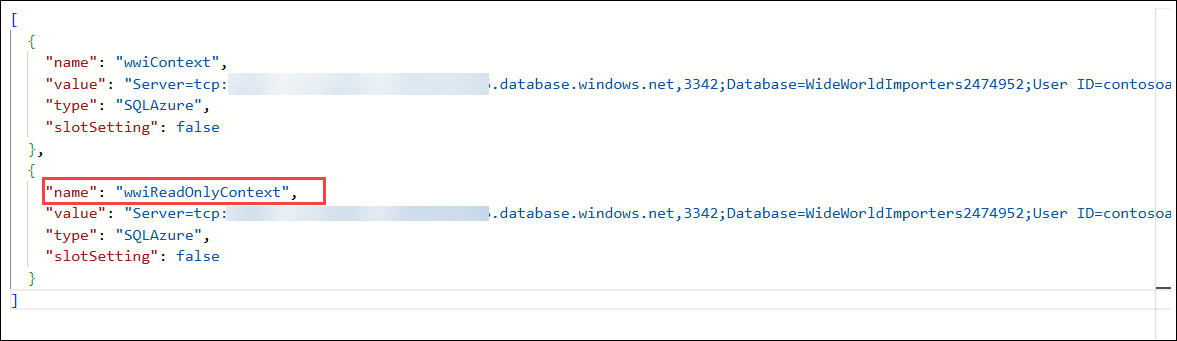 [
{
"name": "wwiContext",
"value": "Server=tcp: .database.windows.net,3342;Database=WideWorldImporters2474952;User ID=contosoa
"type": "SQLAzure",
"slotSetting": false
},
{
"name": "wwiReadOnlyContext",
"value": "Server=tcp: .database.windows.net,3342;Database=WideWorldImporters2474952;User ID=contosoa
"type": "SQLAzure",
"slotSetting": false
}
]